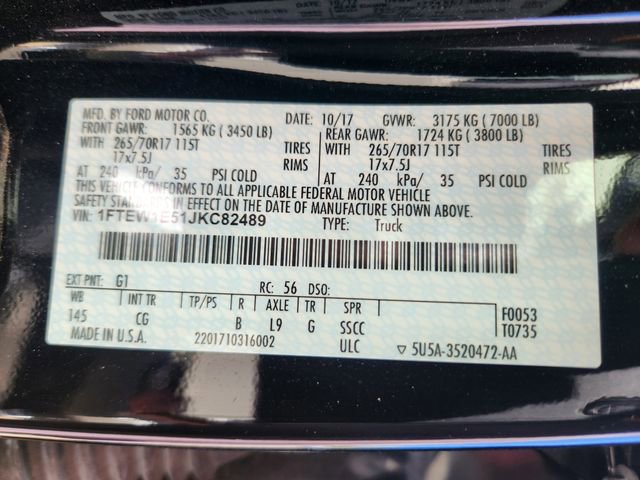 MFD. BY FORD MOTOR CO. DATE: 10/17 GVWR: 3175 KG ( 7000 LB)
FRONT GAWR: 1565 KG ( 3450 LB) REAR GAWR: 1724 KG ( 3800 LB)
WITH 265/70R17 115T TIRES WITH 265/70R17 115T TIRES
17x7.5J RIMS 17x7.5J RIMS
AT 240 kPa/ 35 PSI COLD AT 240 kPa/ 35 PSI COLD
THIS VEHICLE CONFORMS TO ALL APPLICABLE FEDERAL MOTOR VEHICLE
SAFETY STANDARDS IN EFFECT ON THE DATE OF MANUFACTURE SHOWN ABOVE.
VIN: 1FTEW1E51JKC82489 TYPE: Truck
EXT PNT: G1 RC: 56 DSO:
WB INT TR TP/PS R AXLE TR SPR F0053
145 CG B L9 G SSCC T0735
MADE IN U.S.A. 2201710316002 ULC ▽ 5U5A-3520472-AA